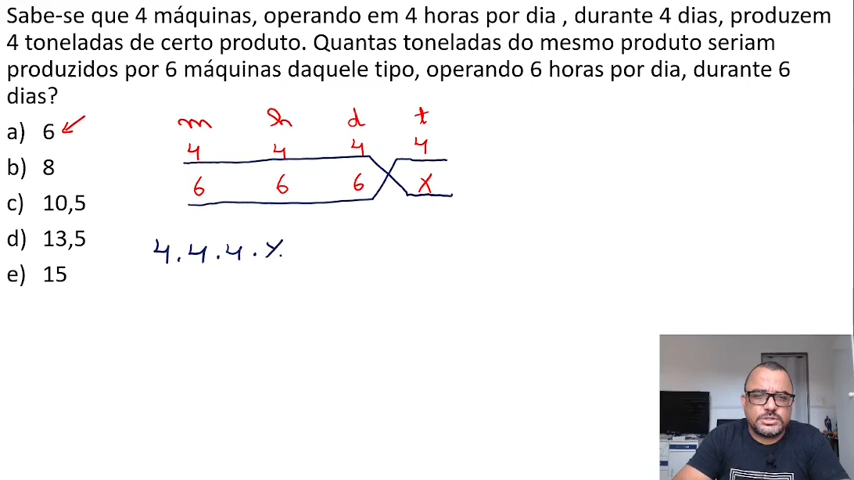 Sabe-se que 4 máquinas, operando em 4 horas por dia , durante 4 dias, produzem
4 toneladas de certo produto. Quantas toneladas do mesmo produto seriam
produzidos por 6 máquinas daquele tipo, operando 6 horas por dia, durante 6
dias?
a) 6
b) 8
c) 10,5
d) 13,5
e) 15
m h d t
4 4 4 4
6 6 6 X
4.4.4.X